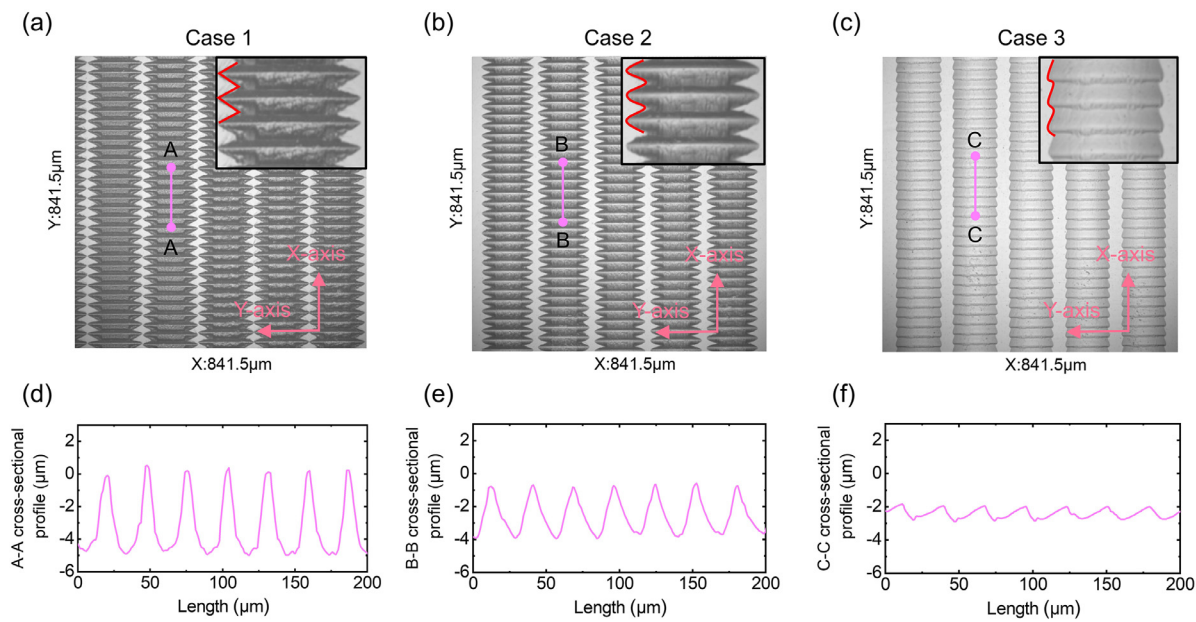 (a)
Case 1
A
A
X-axis
Y-axis
Y:841.5μm
X:841.5μm
(b)
Case 2
B
B
X-axis
Y-axis
Y:841.5μm
X:841.5μm
(c)
Case 3
C
C
X-axis
Y-axis
Y:841.5μm
X:841.5μm
(d)
A-A cross-sectional
profile (μm)
2
0
-2
-4
-6
0
50
100
150
200
Length (μm)
(e)
B-B cross-sectional
profile (μm)
2
0
-2
-4
-6
0
50
100
150
200
Length (μm)
(f)
C-C cross-sectional
profile (μm)
2
0
-2
-4
-6
0
50
100
150
200
Length (μm)